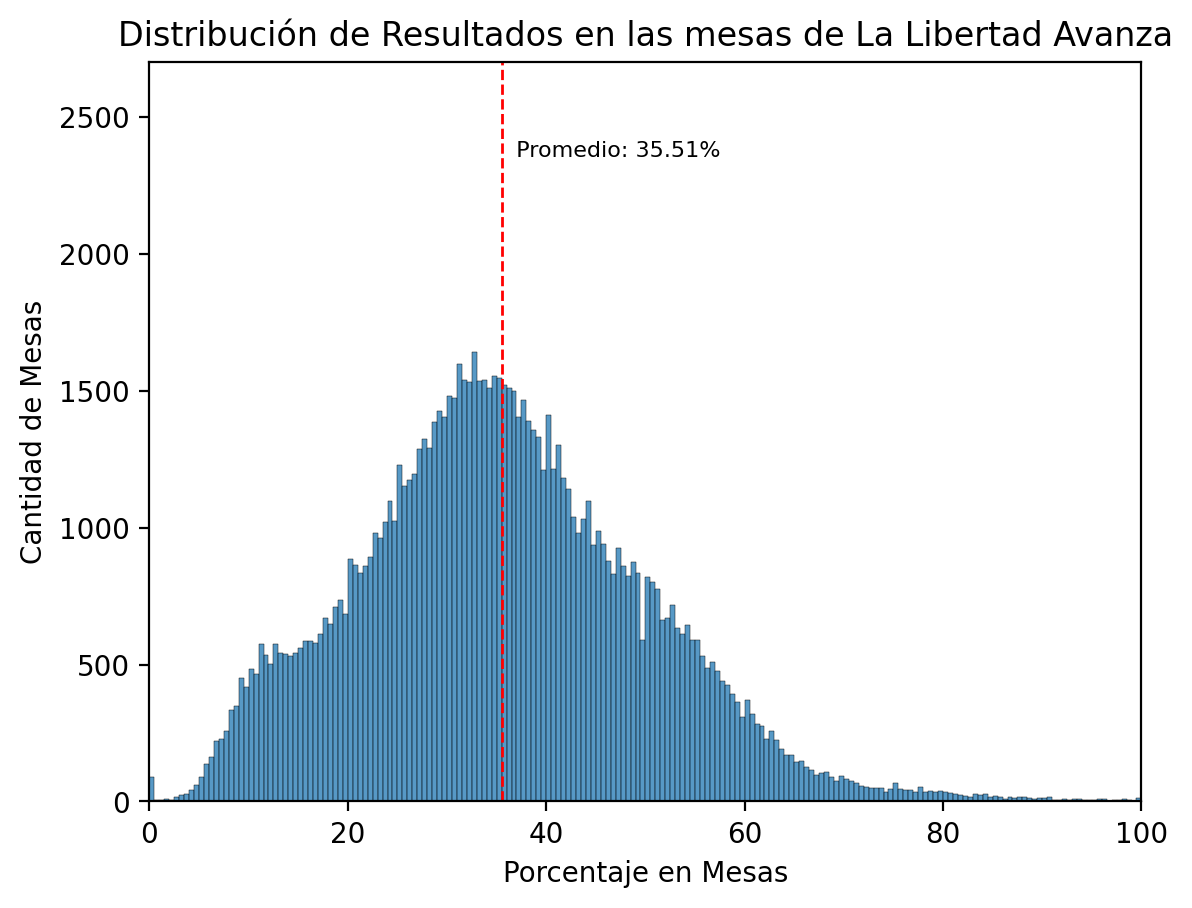 Distribución de Resultados en las mesas de La Libertad Avanza
2500
2000
1500
1000
500
0
Cantidad de Mesas
Promedio: 35.51%
0 20 40 60 80 100
Porcentaje en Mesas